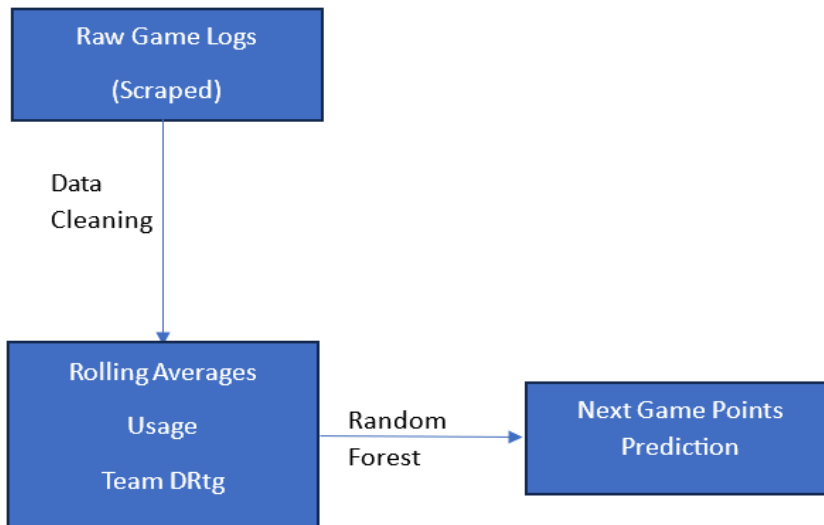 Raw Game Logs
(Scraped)
Data
Cleaning
Rolling Averages
Usage
Team DRtg
Random
Forest
Next Game Points
Prediction